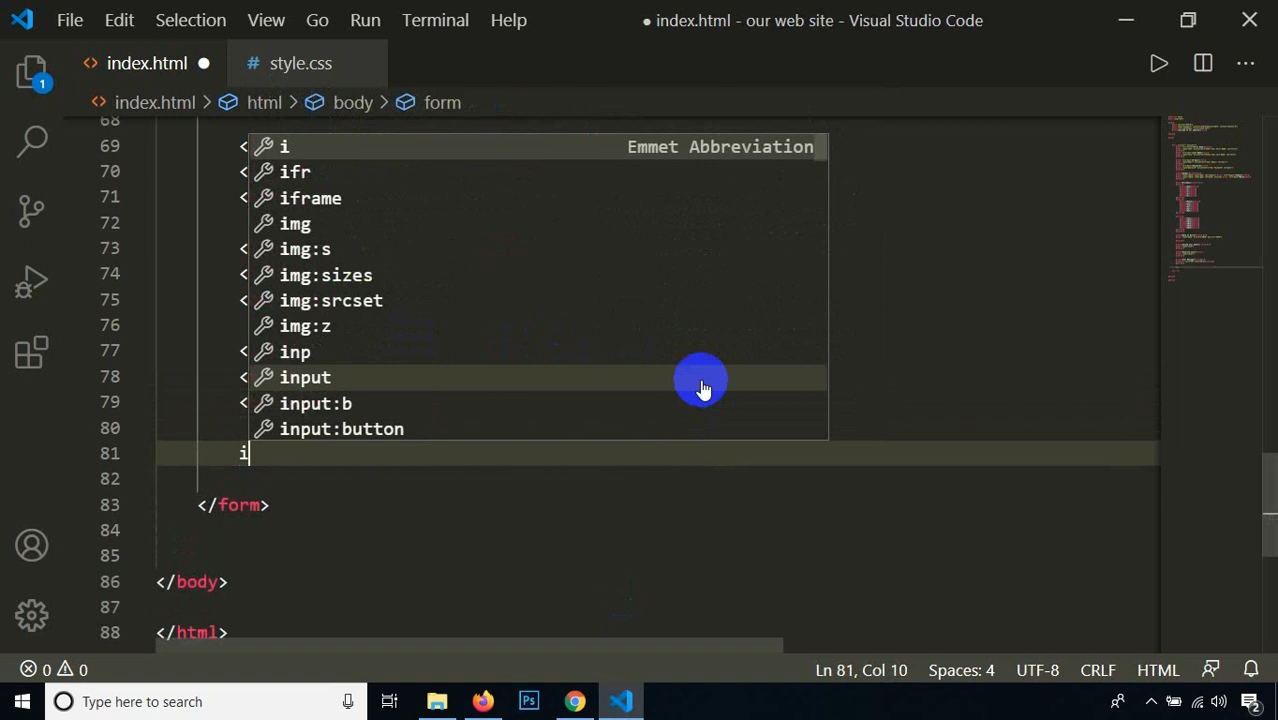 File Edit Selection View Go Run Terminal Help ● index.html - our web site - Visual Studio Code
<> index.html ● # style.css
<> index.html > html > body > form
68
69 < i Emmet Abbreviation
70 < ifr
71 < iframe
72 img
73 < img:s
74 < img:sizes
75 < img:srcset
76 img:z
77 < inp
78 < input
79 < input:b
80 input:button
81 i
82
83 </form>
84
85
86 </body>
87
88 </html>
1
0 0 Ln 81, Col 10 Spaces: 4 UTF-8 CRLF HTML
Type here to search Ps 2